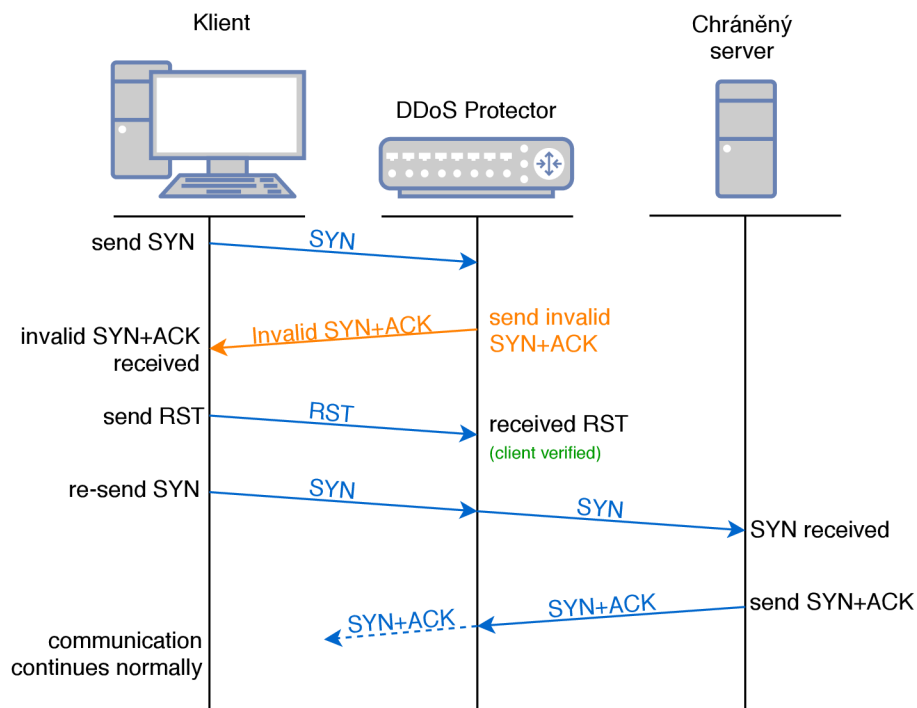 Klient
Chráněný
server
DDoS Protector
send SYN
SYN
invalid SYN+ACK
received
Invalid SYN+ACK
send invalid
SYN+ACK
send RST
RST
received RST
(client verified)
re-send SYN
SYN
SYN
SYN received
send SYN+ACK
SYN+ACK
SYN+ACK
communication
continues normally